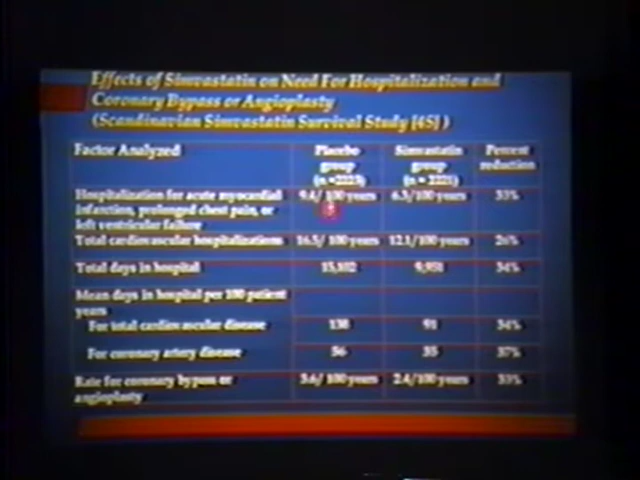 Effects of Simvastatin on Need For Hospitalization and
Coronary Bypass or Angioplasty
(Scandinavian Simvastatin Survival Study [4S] )
Factor Analyzed Placebo group Simvastatin group Percent reduction
(n = (n =
Hospitalization for acute myocardial infarction, prolonged chest pain, or left ventricular failure 9.4/ 100 years 6.3/100 years 33%
Total cardiovascular hospitalizations 16.5/ 100 years 12.1/100 years 26%
Total days in hospital 34%
Mean days in hospital per 100 patient years
For total cardiovascular disease 138 91 34%
For coronary artery disease 56 35 37%
Rate for coronary bypass or angioplasty 3.6/ 100 years 2.4/100 years 33%